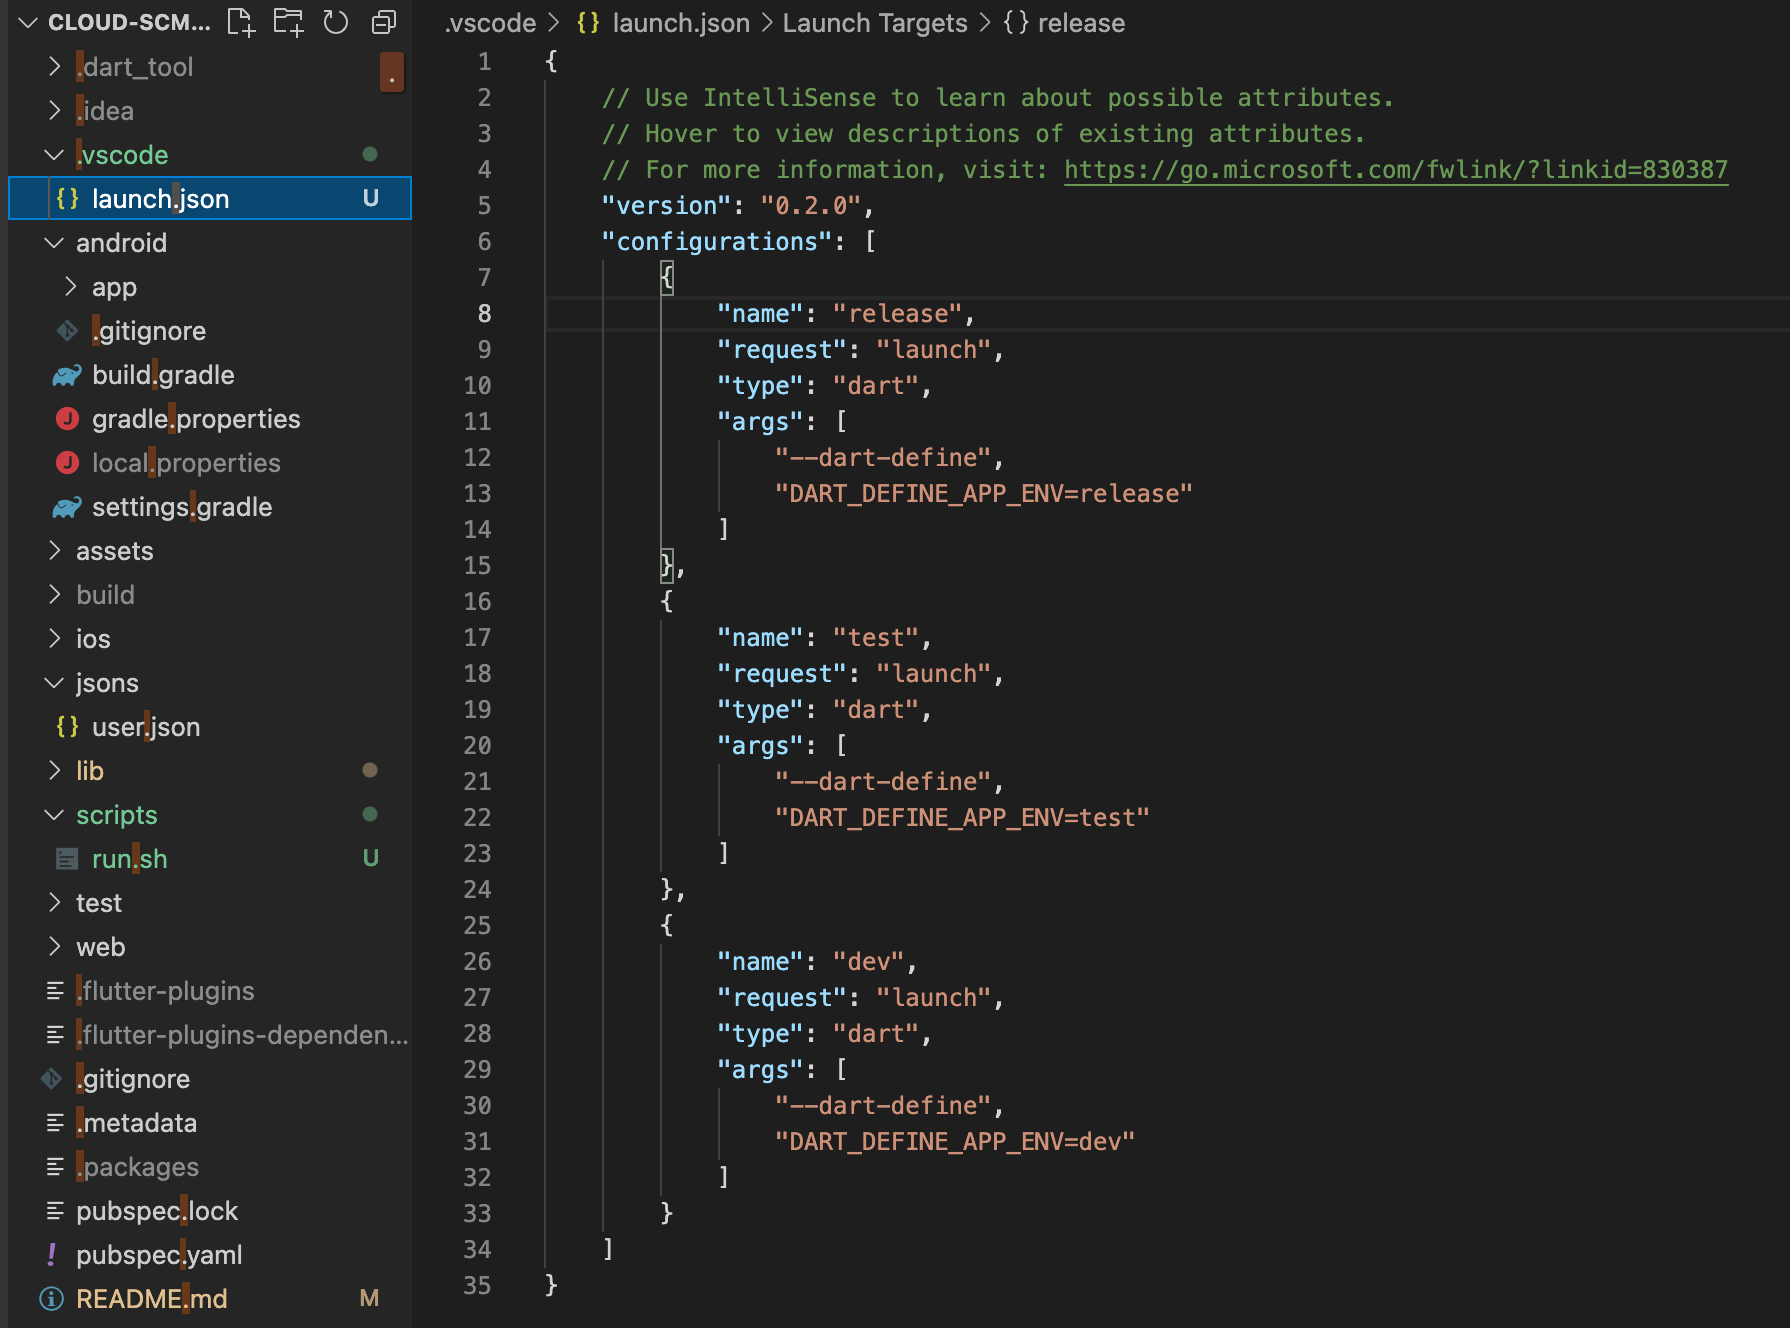 CLOUD-SCM...
.dart_tool
.
.idea
.vscode
{} launch.json U
android
app
.gitignore
build.gradle
J gradle.properties
J local.properties
settings.gradle
assets
build
ios
jsons
{} user.json
lib
scripts
run.sh U
test
web
.flutter-plugins
.flutter-plugins-dependen...
.gitignore
.metadata
.packages
pubspec.lock
! pubspec.yaml
README.md M
.vscode > {} launch.json > Launch Targets > {} release
1 {
2 // Use IntelliSense to learn about possible attributes.
3 // Hover to view descriptions of existing attributes.
4 // For more information, visit: https://go.microsoft.com/fwlink/?linkid=830387
5 "version": "0.2.0",
6 "configurations": [
7 {
8 "name": "release",
9 "request": "launch",
10 "type": "dart",
11 "args": [
12 "--dart-define",
13 "DART_DEFINE_APP_ENV=release"
14 ]
15 },
16 {
17 "name": "test",
18 "request": "launch",
19 "type": "dart",
20 "args": [
21 "--dart-define",
22 "DART_DEFINE_APP_ENV=test"
23 ]
24 },
25 {
26 "name": "dev",
27 "request": "launch",
28 "type": "dart",
29 "args": [
30 "--dart-define",
31 "DART_DEFINE_APP_ENV=dev"
32 ]
33 }
34 ]
35 }